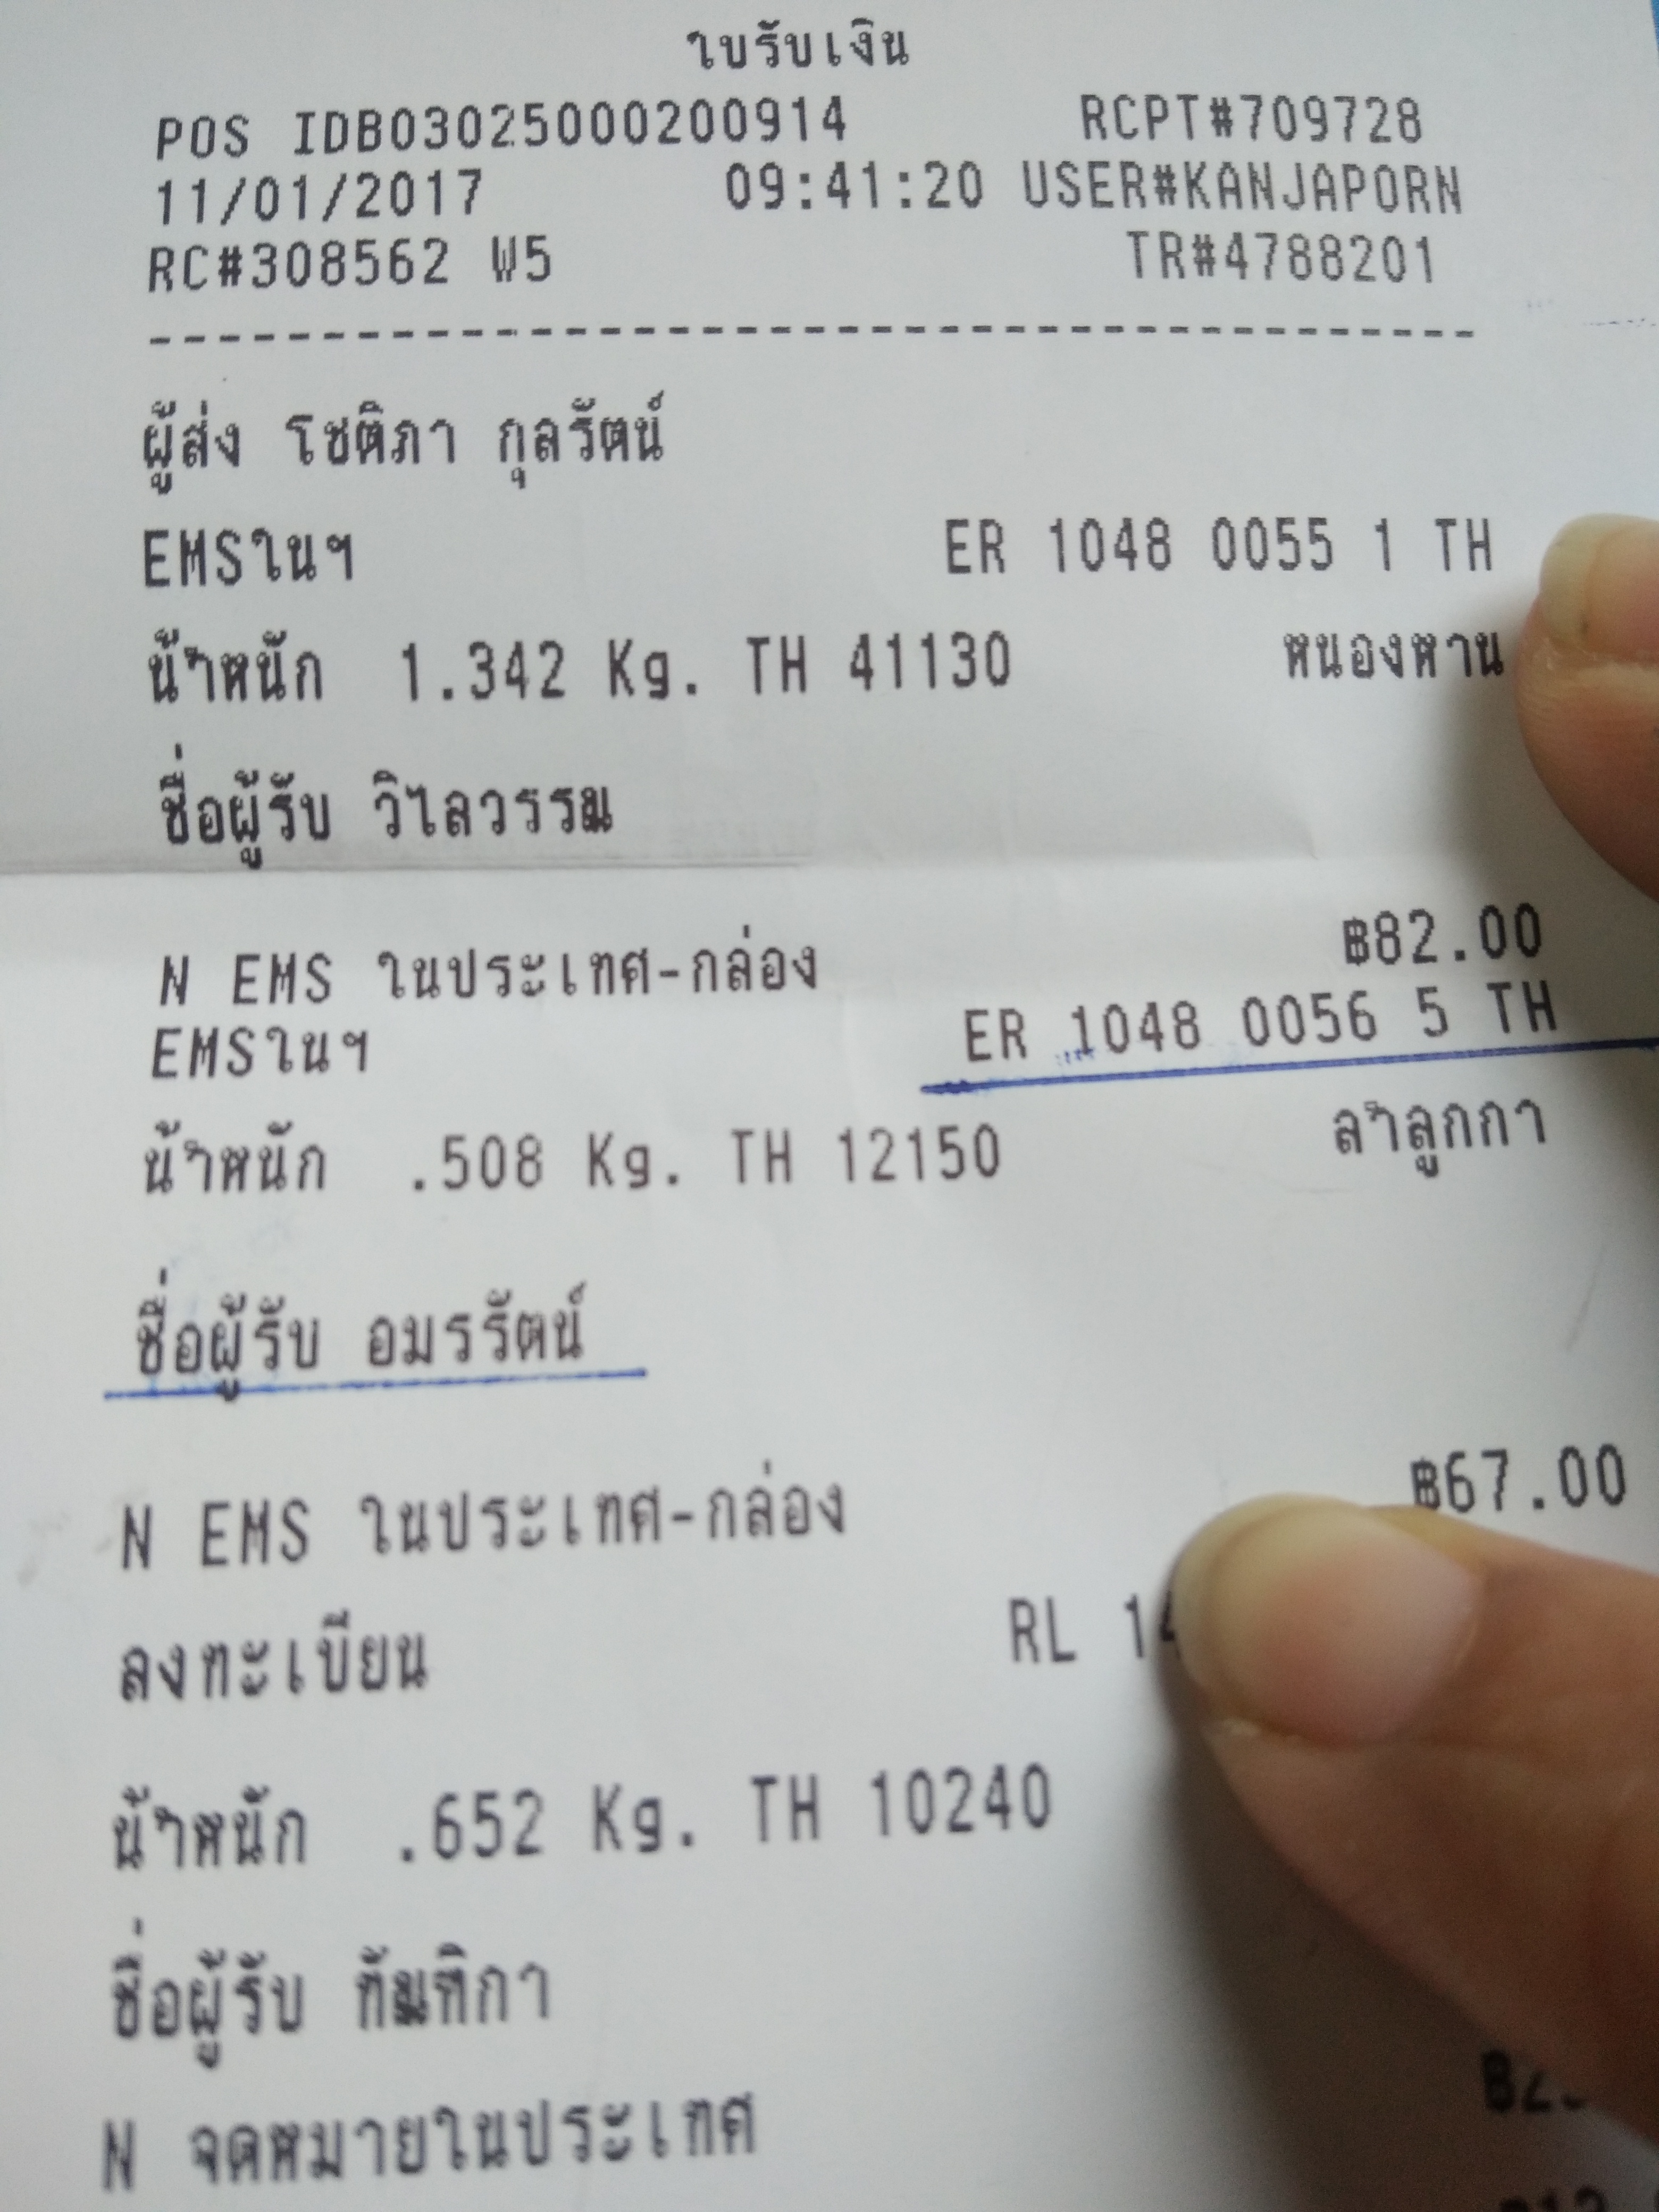 ใบรับเงิน
POS IDB03025000200914 RCPT#709728
11/01/2017 09:41:20 USER#KANJAPORN
RC#308562 W5 TR#4788201
--------------------------------------
ผู้ส่ง โชติภา กุลรัตน์
EMSในฯ ER 1048 0055 1 TH
น้ำหนัก 1.342 Kg. TH 41130 หนองหาน
ชื่อผู้รับ วิไลวรรณ
N EMS ในประเทศ-กล่อง ฿82.00
EMSในฯ ER 1048 0056 5 TH
น้ำหนัก .508 Kg. TH 12150 ลำลูกกา
ชื่อผู้รับ อมรรัตน์
N EMS ในประเทศ-กล่อง ฿67.00
ลงทะเบียน RL 14
น้ำหนัก .652 Kg. TH 10240
ชื่อผู้รับ ทัณทิกา
N จดหมายในประเทศ